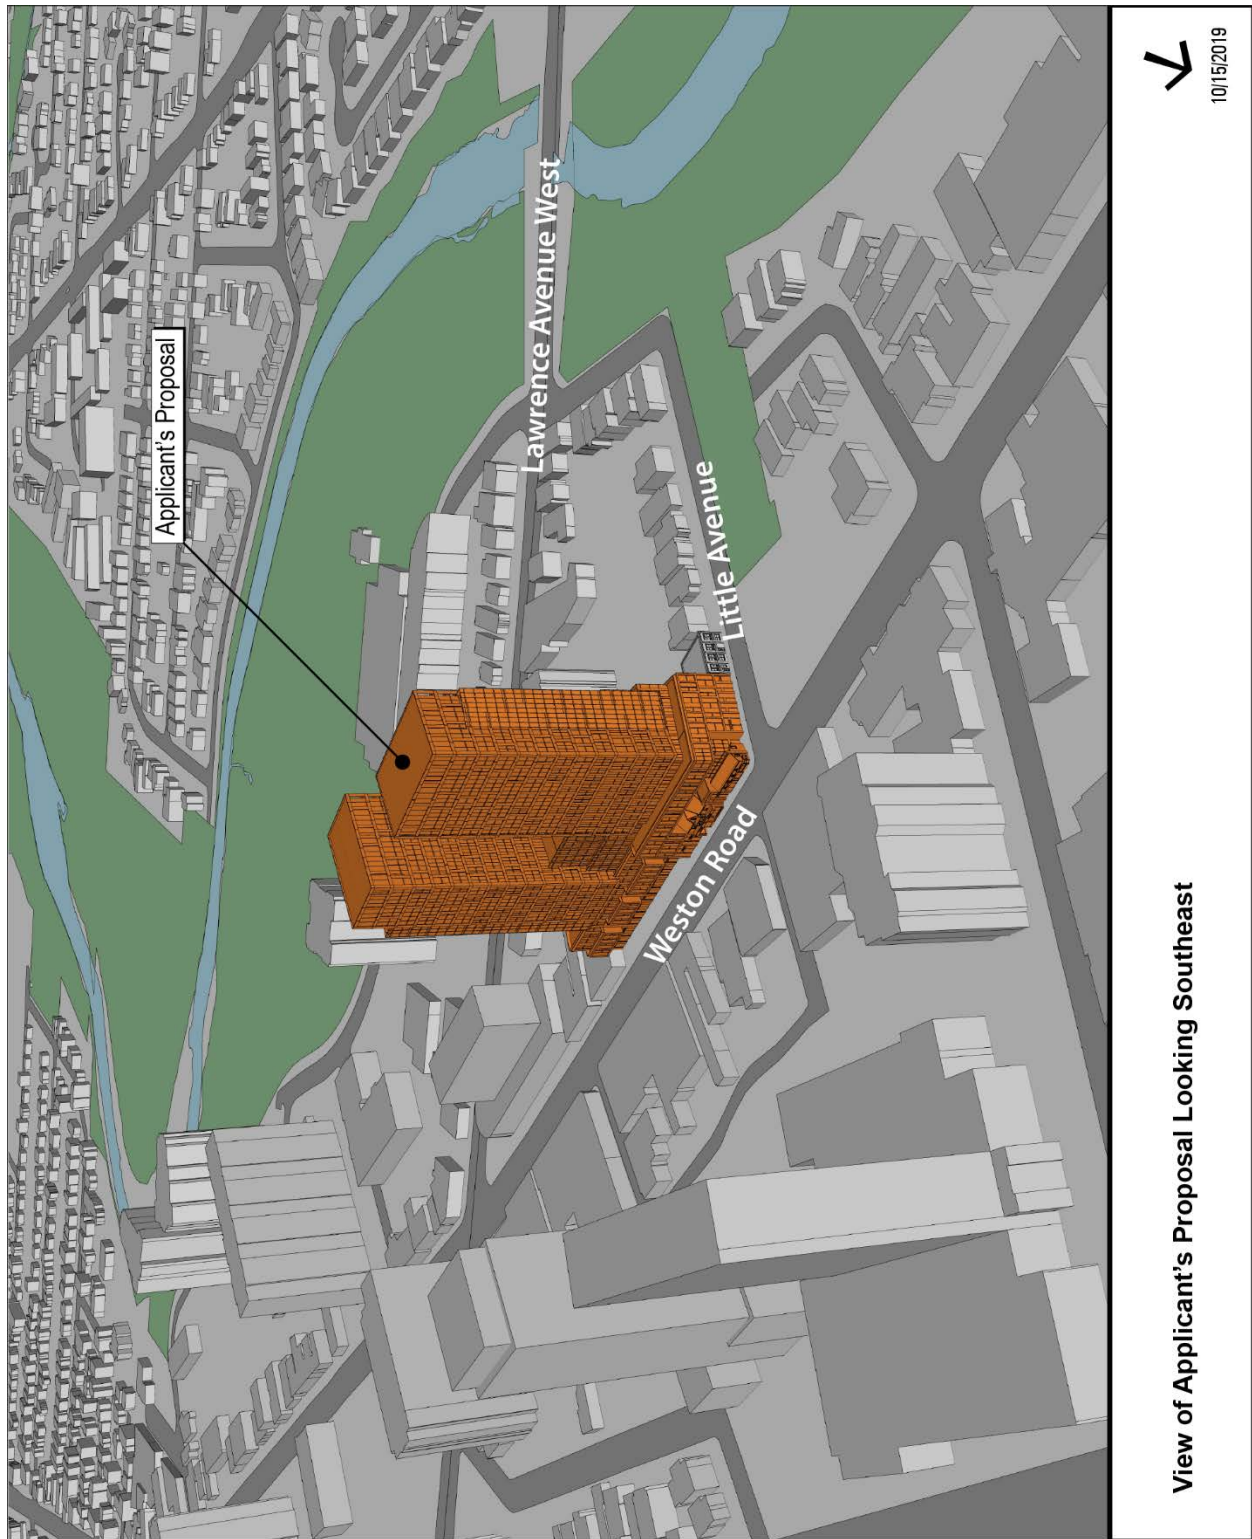 Applicant's Proposal
Lawrence Avenue West
Little Avenue
Weston Road
View of Applicant's Proposal Looking Southeast
10/15/2019